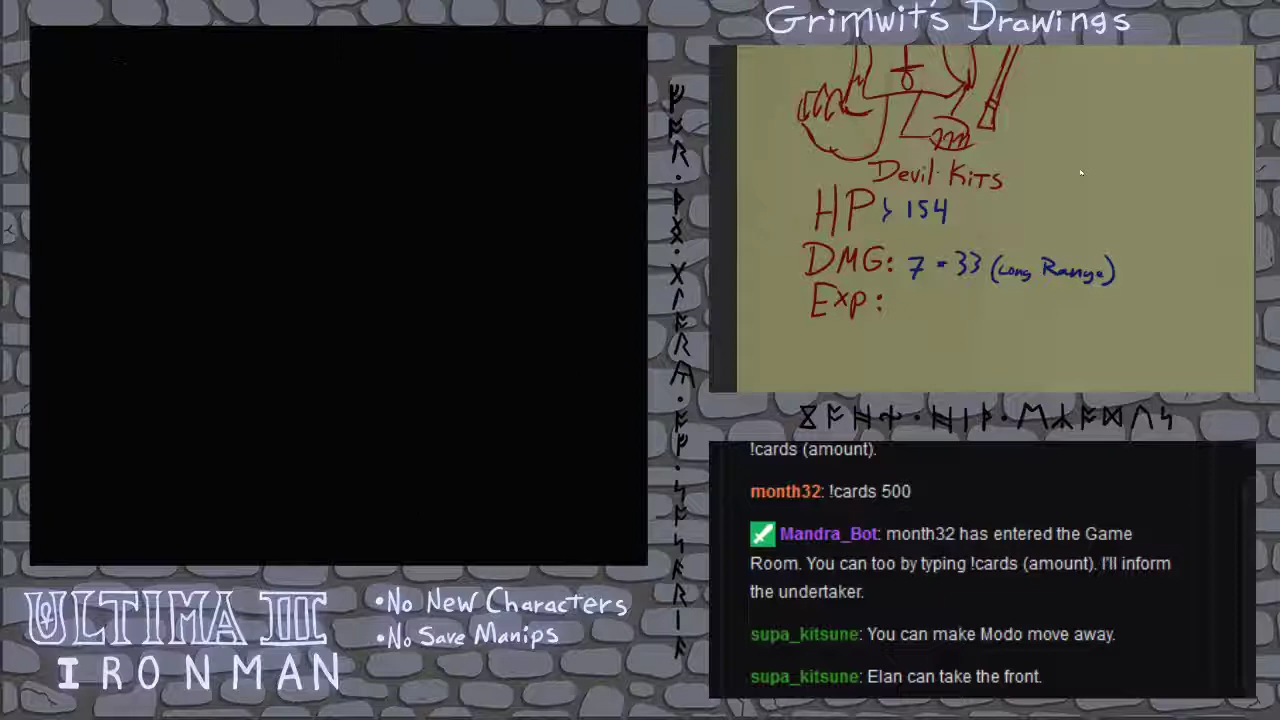 Grimwit's Drawings
Devil Kits
HP > 154
DMG: 7 - 33 (Long Range)
Exp:
!cards (amount).
month32: !cards 500
Mandra_Bot: month32 has entered the Game
Room. You can too by typing !cards (amount). I'll inform
the undertaker.
supa_kitsune: You can make Modo move away.
supa_kitsune: Elan can take the front.
ULTIMA III
IRONMAN
•No New Characters
•No Save Manips